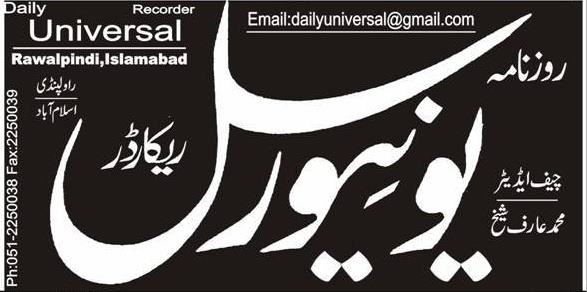 Daily Recorder
Universal
Rawalpindi,Islamabad
Email:dailyuniversal@gmail.com
روزنامہ
یونیورسل
ریکارڈر
راولپنڈی
اسلام آباد
چیف ایڈیٹر
محمد عارف شیخ
Ph:051-2250038 Fax:2250039